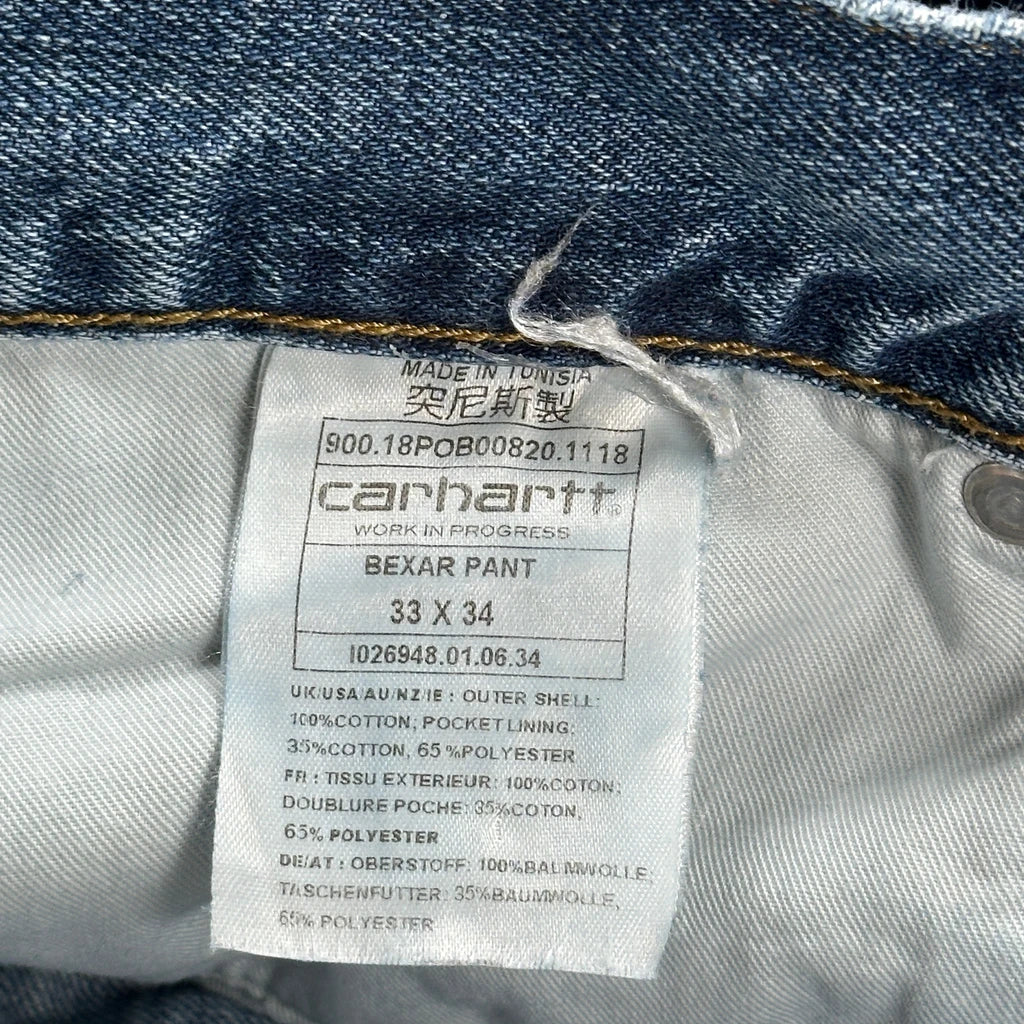 MADE IN TUNISIA
突尼斯製
900.18POB00820.1118
carhartt®
WORK IN PROGRESS
BEXAR PANT
33 X 34
I026948.01.06.34
UK/USA AU/NZ/IE : OUTER SHELL:
100%COTTON; POCKET LINING:
35%COTTON, 65 %POLYESTER
FR : TISSU EXTERIEUR: 100%COTON;
DOUBLURE POCHE: 35%COTON,
65% POLYESTER
DE/AT : OBERSTOFF: 100%BAUMWOLLE;
TASCHENFUTTER: 35%BAUMWOLLE,
65% POLYESTER